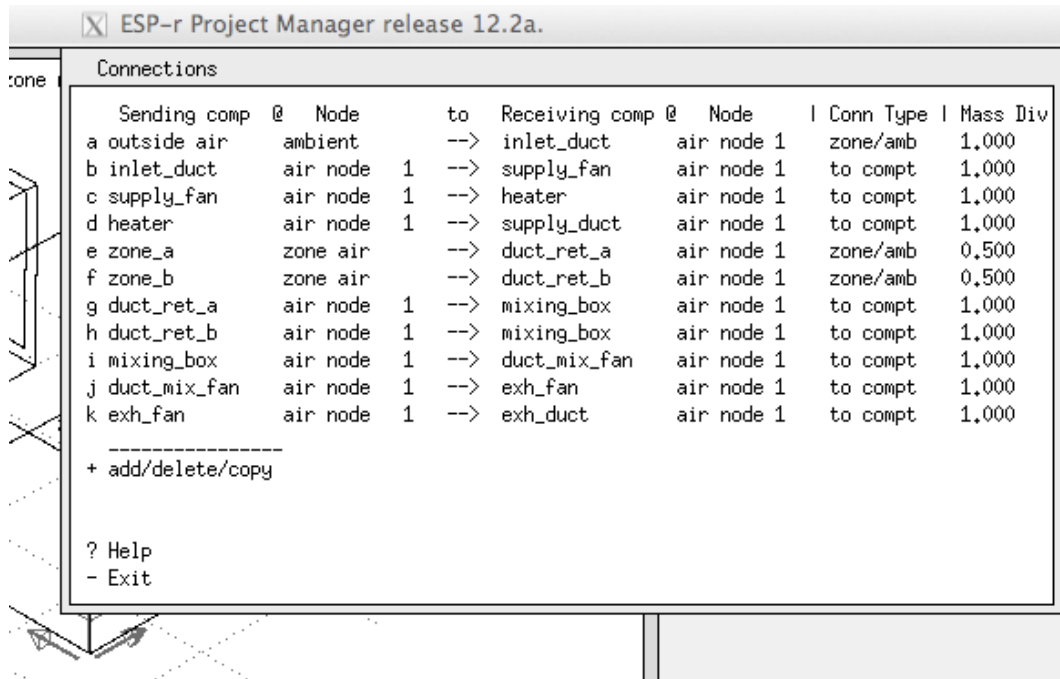 ESP-r Project Manager release 12.2a.
zone
Connections
Sending comp @ Node to Receiving comp @ Node | Conn Type | Mass Div
a outside air ambient --> inlet_duct air node 1 zone/amb 1.000
b inlet_duct air node 1 --> supply_fan air node 1 to compt 1.000
c supply_fan air node 1 --> heater air node 1 to compt 1.000
d heater air node 1 --> supply_duct air node 1 to compt 1.000
e zone_a zone air --> duct_ret_a air node 1 zone/amb 0.500
f zone_b zone air --> duct_ret_b air node 1 zone/amb 0.500
g duct_ret_a air node 1 --> mixing_box air node 1 to compt 1.000
h duct_ret_b air node 1 --> mixing_box air node 1 to compt 1.000
i mixing_box air node 1 --> duct_mix_fan air node 1 to compt 1.000
j duct_mix_fan air node 1 --> exh_fan air node 1 to compt 1.000
k exh_fan air node 1 --> exh_duct air node 1 to compt 1.000
+ add/delete/copy
? Help
- Exit